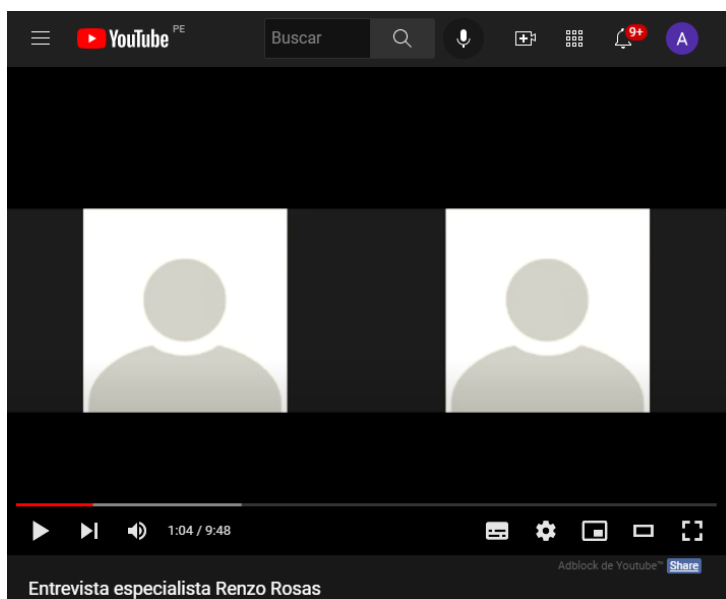 YouTube PE
Buscar
9+
A
1:04 / 9:48
Adblock de Youtube™ Share
Entrevista especialista Renzo Rosas